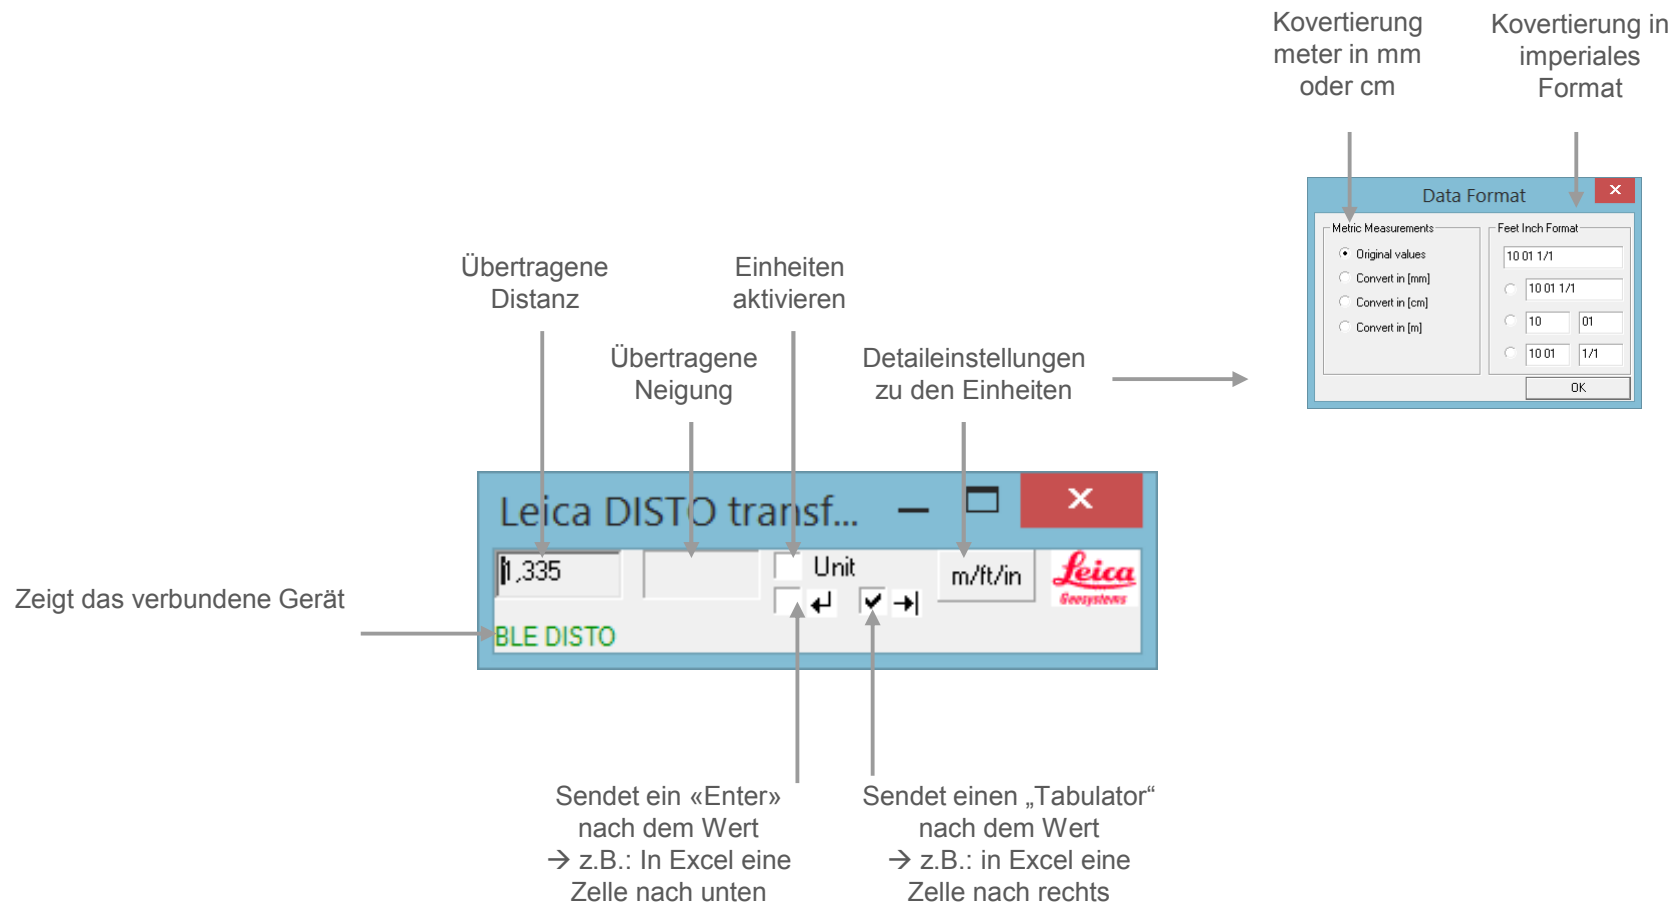 Kovertierung
meter in mm
oder cm
Kovertierung in
imperiales
Format
Data Format
Metric Measurements
Original values
Convert in [mm]
Convert in [cm]
Convert in [m]
Feet Inch Format
10 01 1/1
10 01 1/1
10 01
10 01 1/1
OK
Übertragene
Distanz
Einheiten
aktivieren
Übertragene
Neigung
Detaileinstellungen
zu den Einheiten
Leica DISTO transf...
1,335
Unit
m/ft/in
Leica
Geosystems
BLE DISTO
Zeigt das verbundene Gerät
Sendet ein «Enter»
nach dem Wert
→ z.B.: In Excel eine
Zelle nach unten
Sendet einen „Tabulator“
nach dem Wert
→ z.B.: in Excel eine
Zelle nach rechts